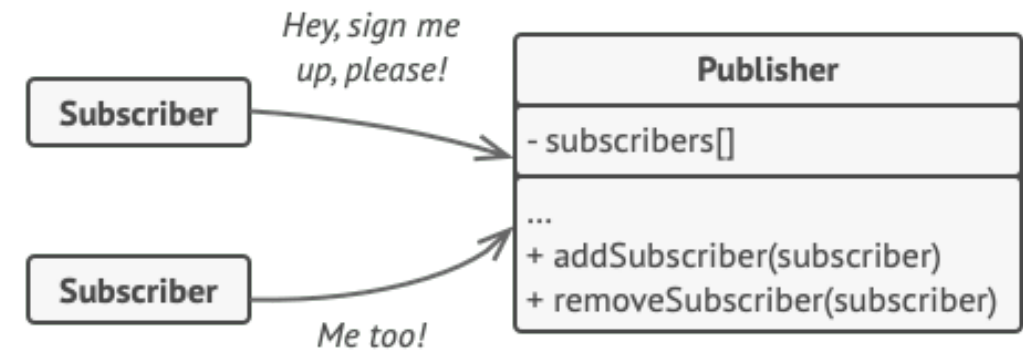 Hey, sign me
up, please!
Subscriber
Subscriber
Me too!
Publisher
- subscribers[]
...
+ addSubscriber(subscriber)
+ removeSubscriber(subscriber)